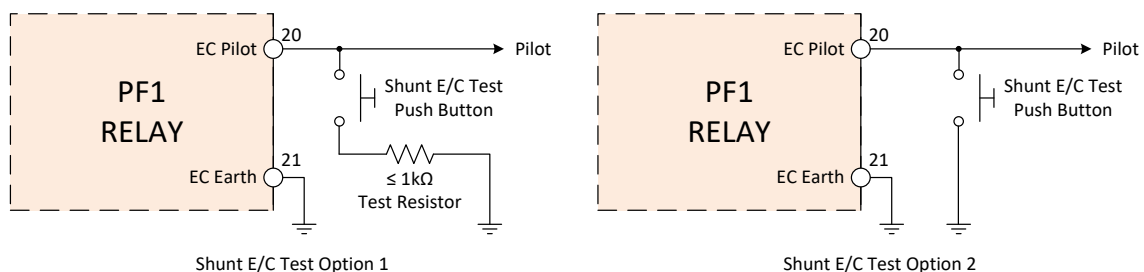 20
EC Pilot
Pilot
Shunt E/C Test
Push Button
PF1
RELAY
21
EC Earth
≤ 1kΩ
Test Resistor
Shunt E/C Test Option 1
20
EC Pilot
Pilot
Shunt E/C Test
Push Button
PF1
RELAY
21
EC Earth
Shunt E/C Test Option 2